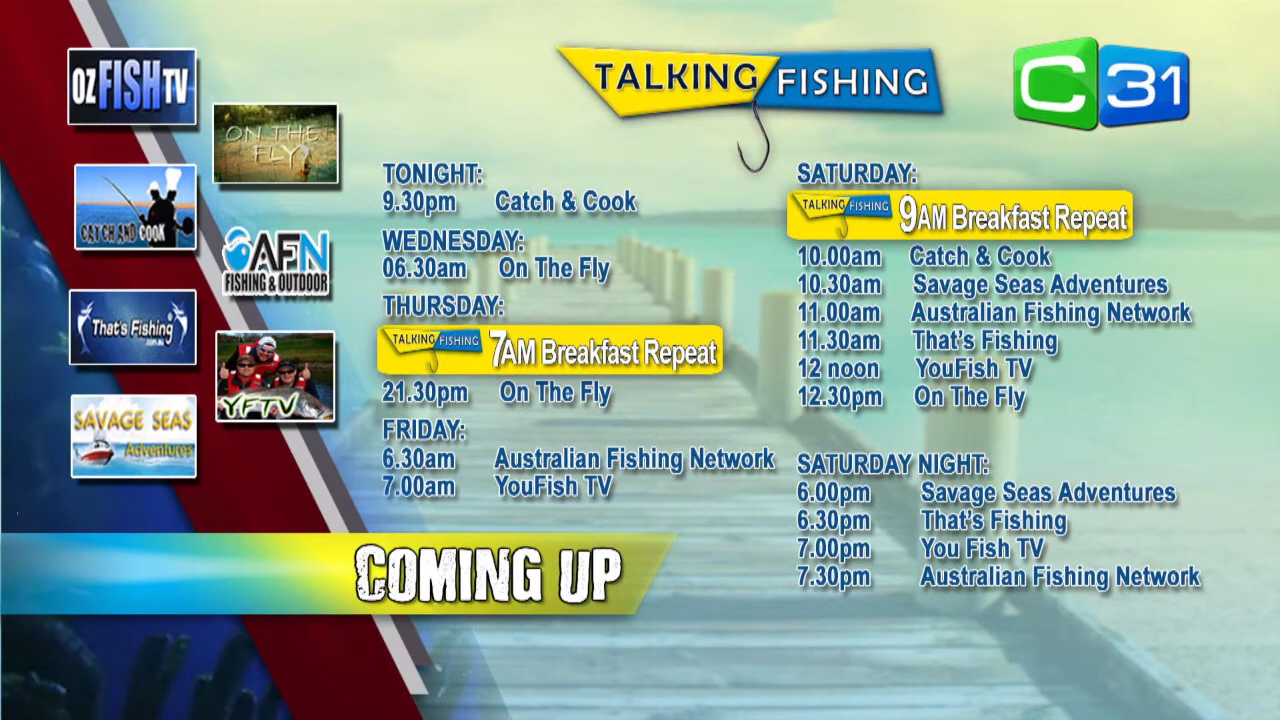 OZFISHTV
ON THE
FLY
CATCH AND COOK
AFN
FISHING & OUTDOOR
That's Fishing
.com.au
YFTV
SAVAGE SEAS
Adventures
COMING UP
TALKING FISHING
C31
TONIGHT:
9.30pm Catch & Cook
WEDNESDAY:
06.30am On The Fly
THURSDAY:
TALKING FISHING 7AM Breakfast Repeat
21.30pm On The Fly
FRIDAY:
6.30am Australian Fishing Network
7.00am YouFish TV
SATURDAY:
TALKING FISHING 9AM Breakfast Repeat
10.00am Catch & Cook
10.30am Savage Seas Adventures
11.00am Australian Fishing Network
11.30am That's Fishing
12 noon YouFish TV
12.30pm On The Fly
SATURDAY NIGHT:
6.00pm Savage Seas Adventures
6.30pm That's Fishing
7.00pm You Fish TV
7.30pm Australian Fishing Network